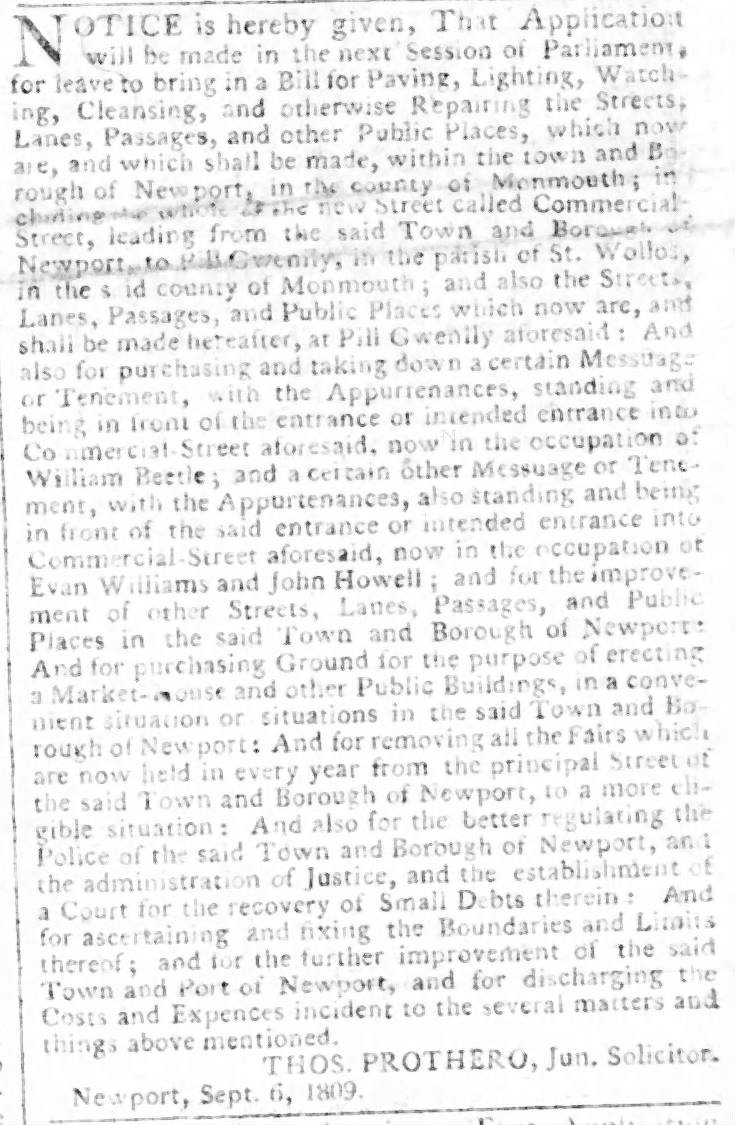 NOTICE is hereby given, That Application
will be made in the next Session of Parliament,
for leave to bring in a Bill for Paving, Lighting, Watch-
ing, Cleansing, and otherwise Repairing the Streets,
Lanes, Passages, and other Public Places, which now
are, and which shall be made, within the town and Bo-
rough of Newport, in the county of Monmouth; in
cluding the whole of the new Street called Commercial-
Street, leading from the said Town and Borough of
Newport, to Pill Gwenlly, in the parish of St. Wollos,
in the said county of Monmouth; and also the Streets,
Lanes, Passages, and Public Places which now are, and
shall be made hereafter, at Pill Gwenlly aforesaid: And
also for purchasing and taking down a certain Messuage
or Tenement, with the Appurtenances, standing and
being in front of the entrance or intended entrance into
Commercial-Street aforesaid, now in the occupation of
William Beetle; and a certain other Messuage or Tene-
ment, with the Appurtenances, also standing and being
in front of the said entrance or intended entrance into
Commercial-Street aforesaid, now in the occupation of
Evan Williams and John Howell; and for the improve-
ment of other Streets, Lanes, Passages, and Public
Places in the said Town and Borough of Newport:
And for purchasing Ground for the purpose of erecting
a Market-house and other Public Buildings, in a conve-
nient situation or situations in the said Town and Bo-
rough of Newport: And for removing all the Fairs which
are now held in every year from the principal Street of
the said Town and Borough of Newport, to a more eli-
gible situation: And also for the better regulating the
Police of the said Town and Borough of Newport, and
the administration of Justice, and the establishment of
a Court for the recovery of Small Debts therein: And
for ascertaining and fixing the Boundaries and Limits
thereof; and for the further improvement of the said
Town and Port of Newport, and for discharging the
Costs and Expences incident to the several matters and
things above mentioned.
THOS. PROTHERO, Jun. Solicitor.
Newport, Sept. 6, 1809.